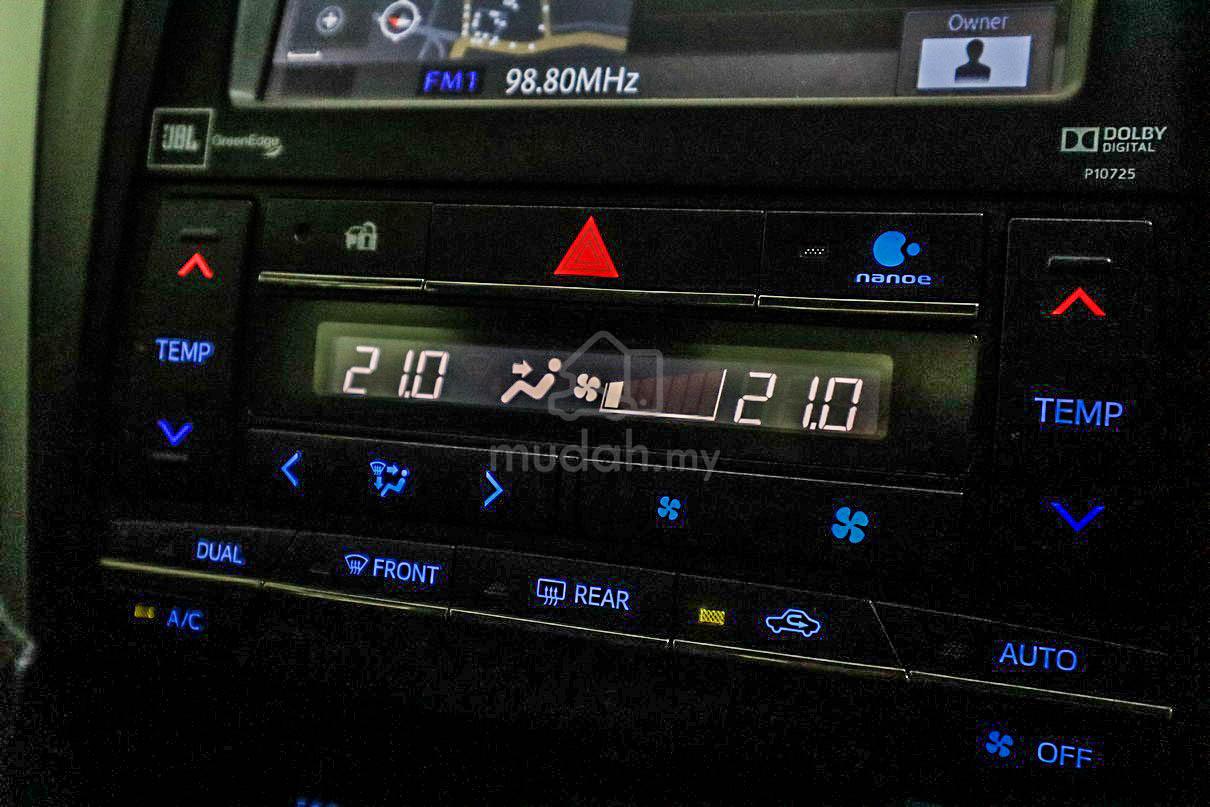 Owner
FM1 98.80MHz
JBL GreenEdge
DOLBY
DIGITAL
P10725
nanoe
TEMP
TEMP
21.0 21.0
mudah.my
DUAL
FRONT
REAR
A/C
AUTO
OFF